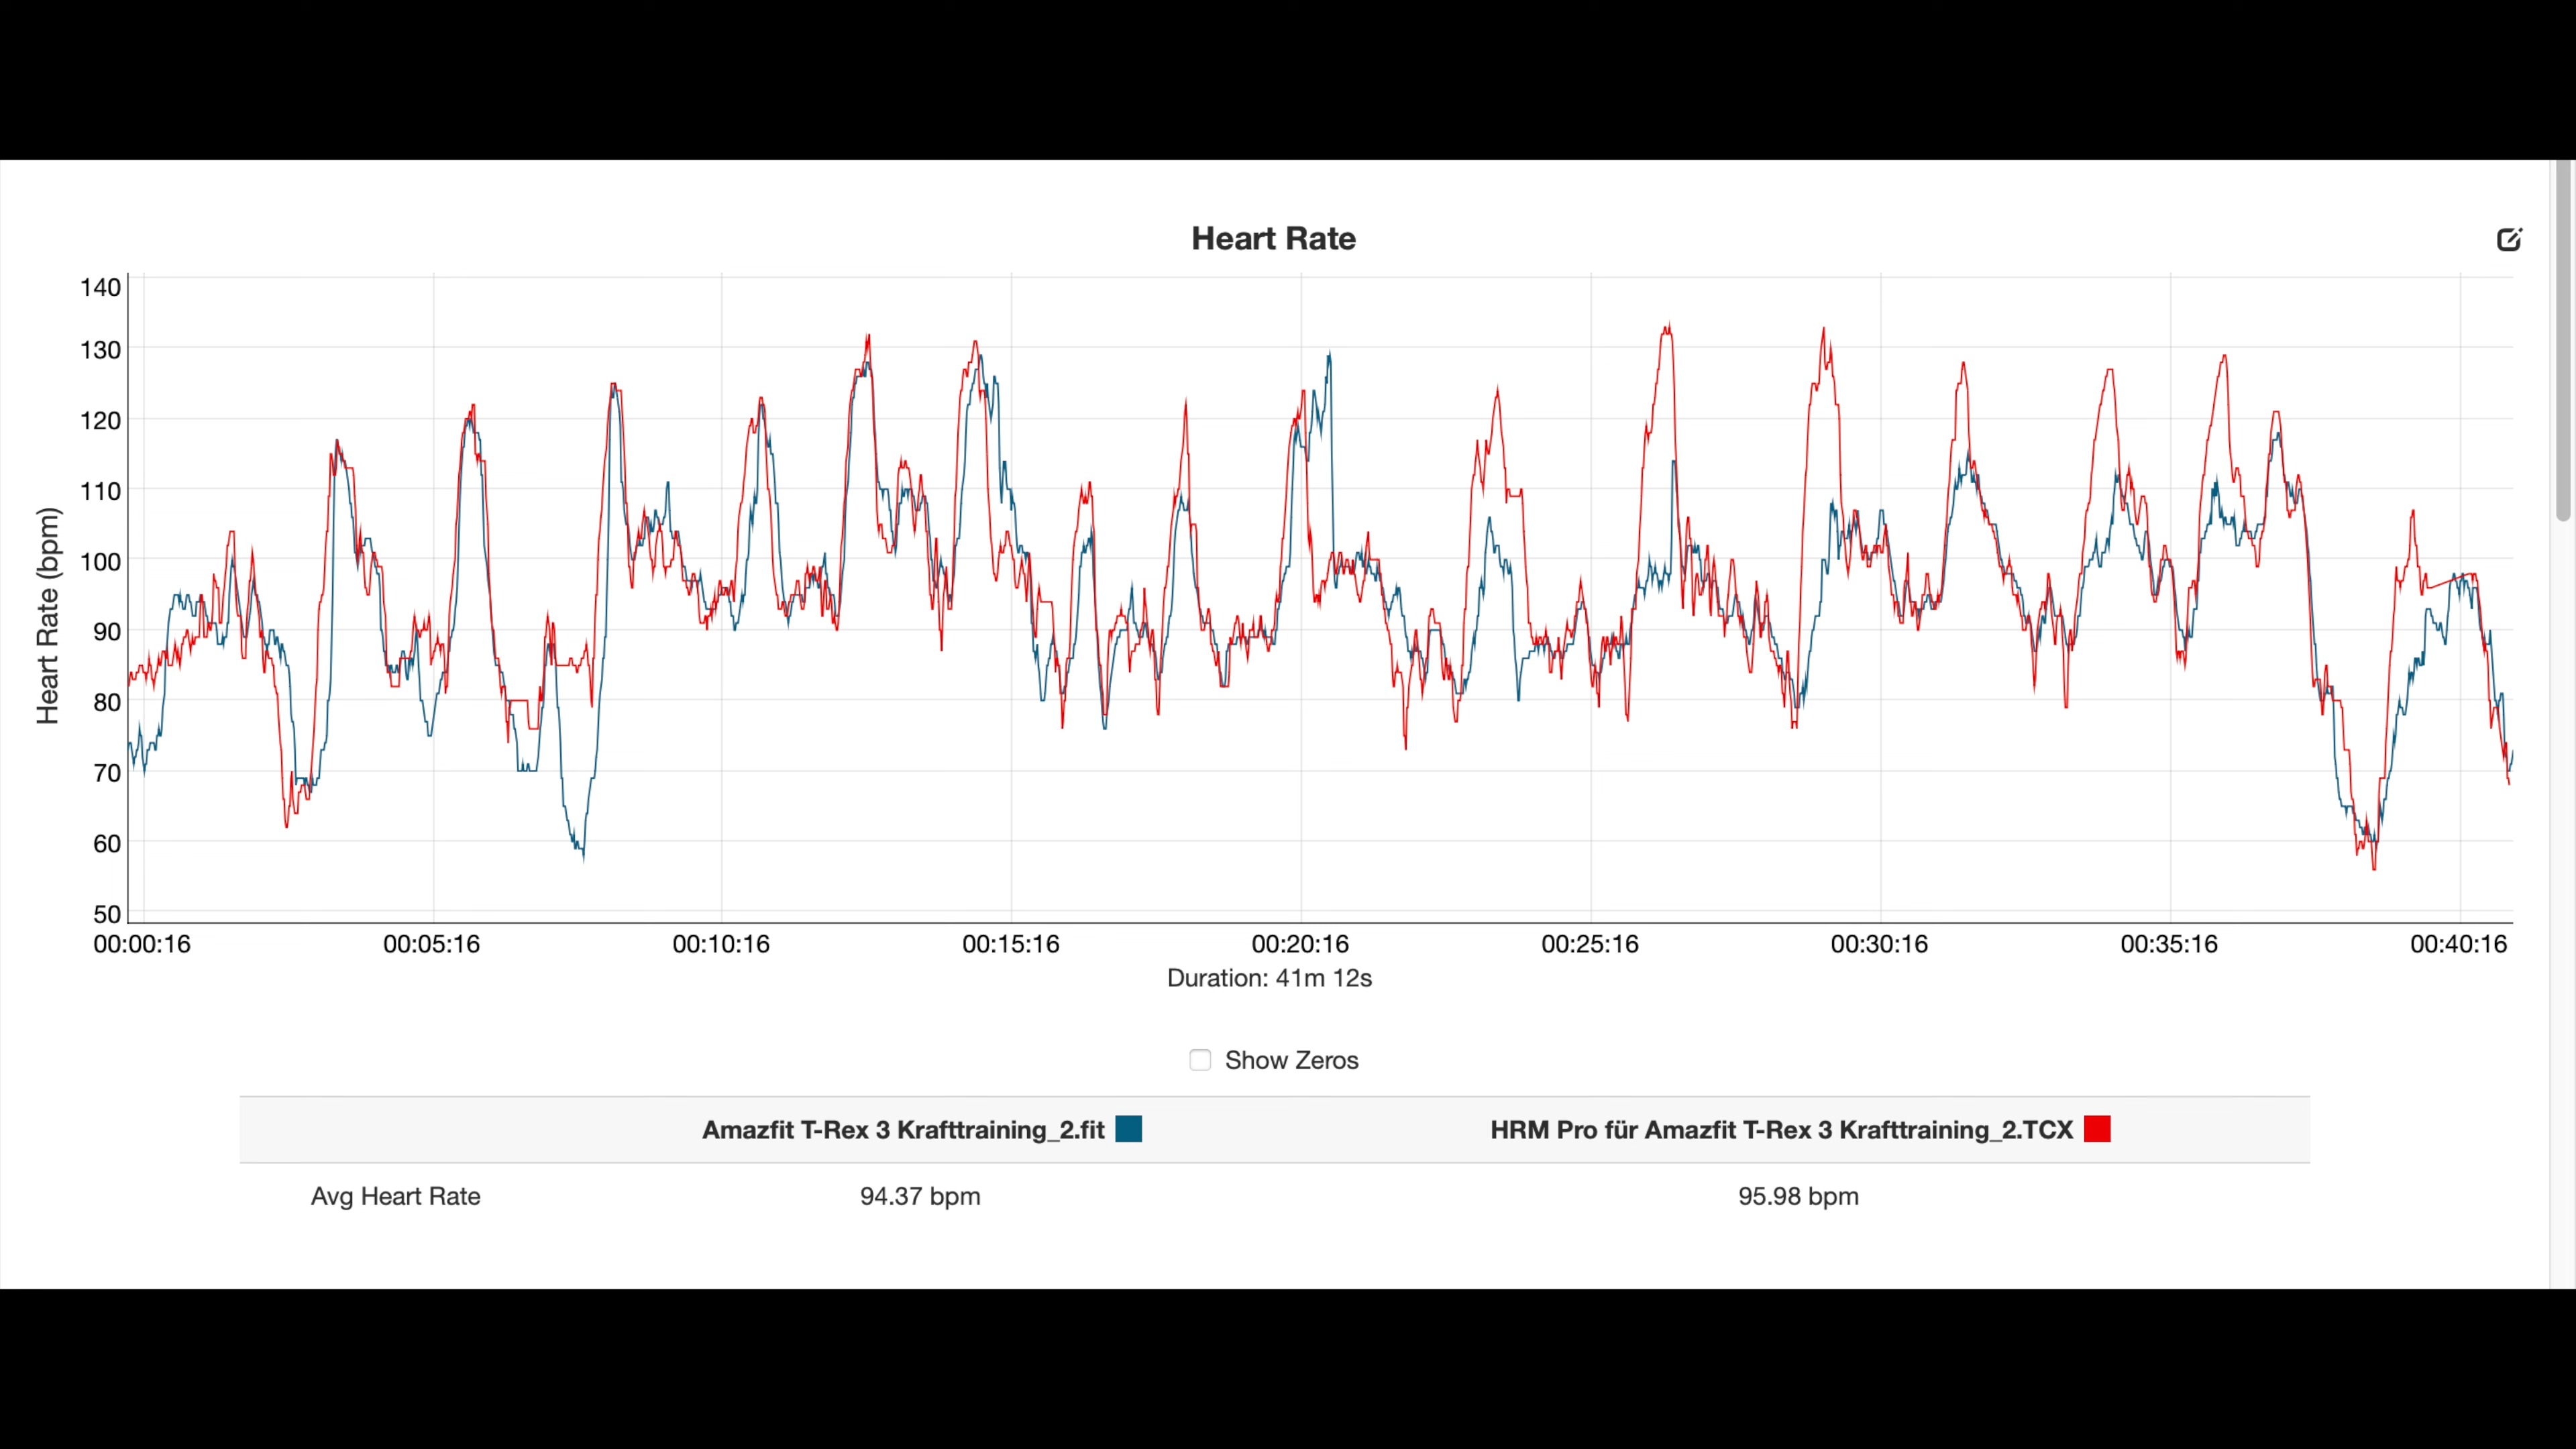 Heart Rate
Heart Rate (bpm)
140
130
120
110
100
90
80
70
60
50
00:00:16 00:05:16 00:10:16 00:15:16 00:20:16 00:25:16 00:30:16 00:35:16 00:40:16
Duration: 41m 12s
Show Zeros
Amazfit T-Rex 3 Krafttraining_2.fit HRM Pro für Amazfit T-Rex 3 Krafttraining_2.TCX
Avg Heart Rate 94.37 bpm 95.98 bpm